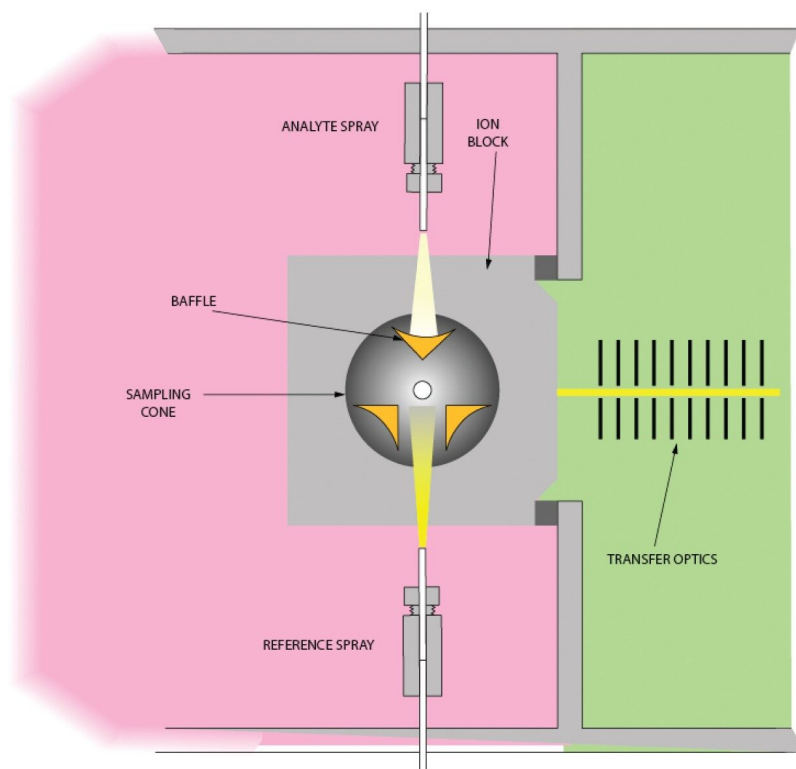 ANALYTE SPRAY
ION
BLOCK
BAFFLE
SAMPLING
CONE
TRANSFER OPTICS
REFERENCE SPRAY